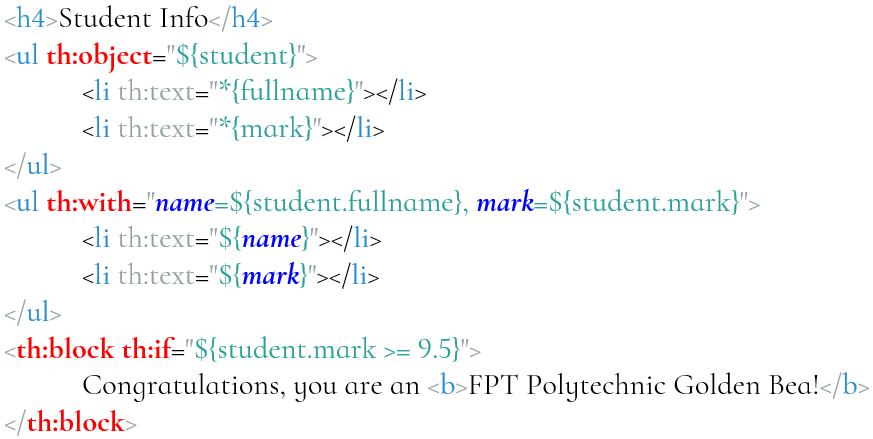 <h4>Student Info</h4>
<ul th:object="${student}">
<li th:text="*{fullname}"></li>
<li th:text="*{mark}"></li>
</ul>
<ul th:with="name=${student.fullname}, mark=${student.mark}">
<li th:text="${name}"></li>
<li th:text="${mark}"></li>
</ul>
<th:block th:if="${student.mark >= 9.5}">
Congratulations, you are an <b>FPT Polytechnic Golden Bea!</b>
</th:block>